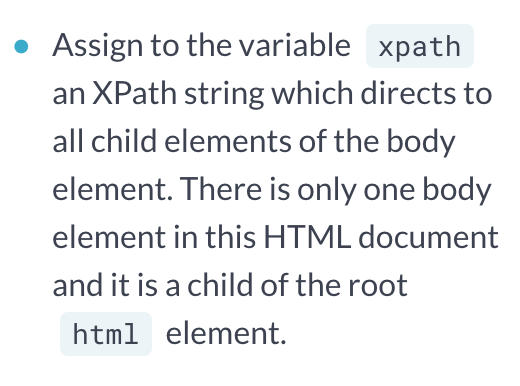 Assign to the variable xpath
an XPath string which directs to
all child elements of the body
element. There is only one body
element in this HTML document
and it is a child of the root
html element.